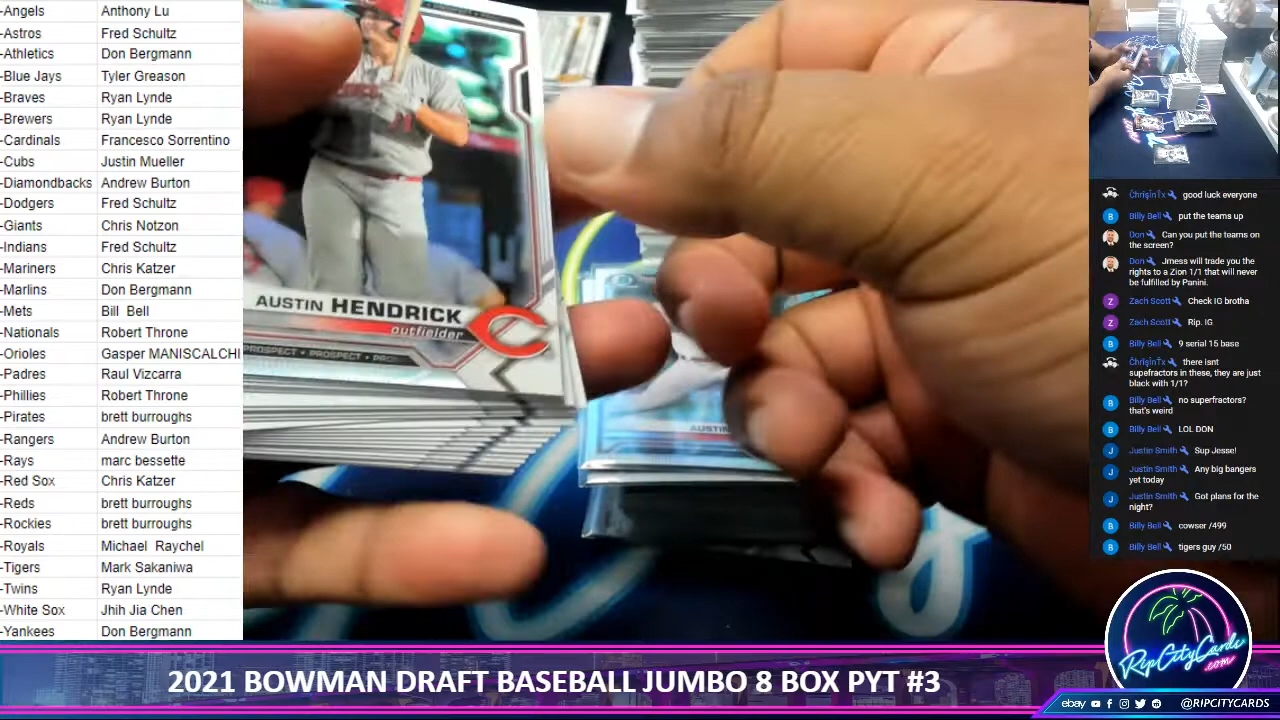 -Angels Anthony Lu
-Astros Fred Schultz
-Athletics Don Bergmann
-Blue Jays Tyler Greason
-Braves Ryan Lynde
-Brewers Ryan Lynde
-Cardinals Francesco Sorrentino
-Cubs Justin Mueller
-Diamondbacks Andrew Burton
-Dodgers Fred Schultz
-Giants Chris Notzon
-Indians Fred Schultz
-Mariners Chris Katzer
-Marlins Don Bergmann
-Mets Bill Bell
-Nationals Robert Throne
-Orioles Gasper MANISCALCHI
-Padres Raul Vizcarra
-Phillies Robert Throne
-Pirates brett burroughs
-Rangers Andrew Burton
-Rays marc bessette
-Red Sox Chris Katzer
-Reds brett burroughs
-Rockies brett burroughs
-Royals Michael Raychel
-Tigers Mark Sakaniwa
-Twins Ryan Lynde
-White Sox Jhih Jia Chen
-Yankees Don Bergmann
AUSTIN HENDRICK
outfielder
PROSPECT • PROSPECT •
C
AUSTIN
good luck everyone
B Billy Bell put the teams up
Don Can you put the teams on
the screen?
Don Jmess will trade you the
rights to a Zion 1/1 that will never
be fulfilled by Panini.
Z Zach Scott Check IG brotha
Z Zach Scott Rip. IG
B Billy Bell 9 serial 15 base
there isnt
supefractors in these, they are just
black with 1/1?
B Billy Bell no superfractors?
that's weird
B Billy Bell LOL DON
J Justin Smith Sup Jesse!
J Justin Smith Any big bangers
yet today
J Justin Smith Got plans for the
night?
B Billy Bell cowser /499
B Billy Bell tigers guy /50
RipCityCards
.com
2021 BOWMAN DRAFT BASEBALL JUMBO 8 BOX PYT #3
ebay @RIPCITYCARDS